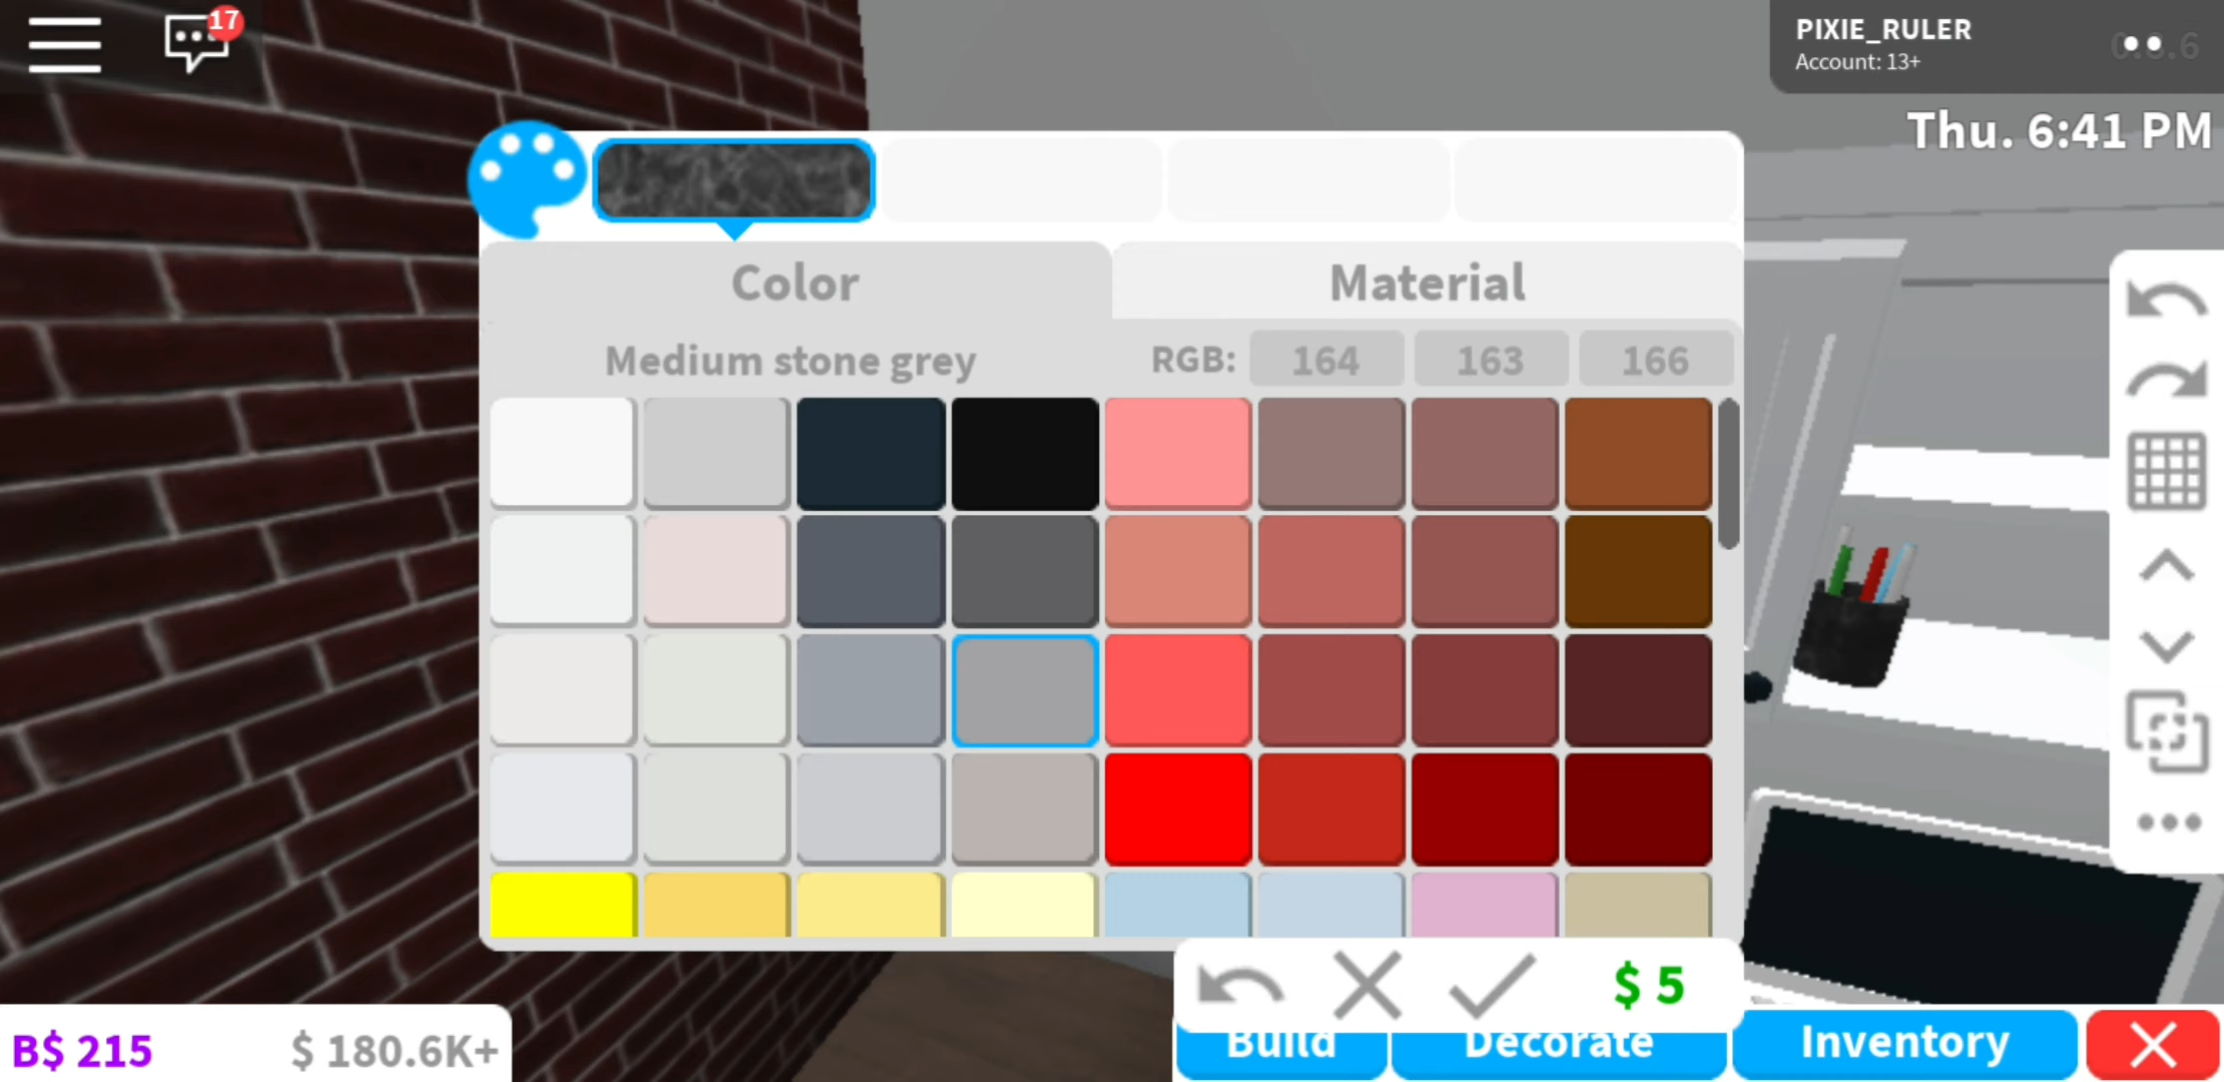 17
PIXIE_RULER
Account: 13+
Thu. 6:41 PM
Color
Material
Medium stone grey
RGB: 164 163 166
$ 5
B$ 215
$ 180.6K+
Build
Decorate
Inventory